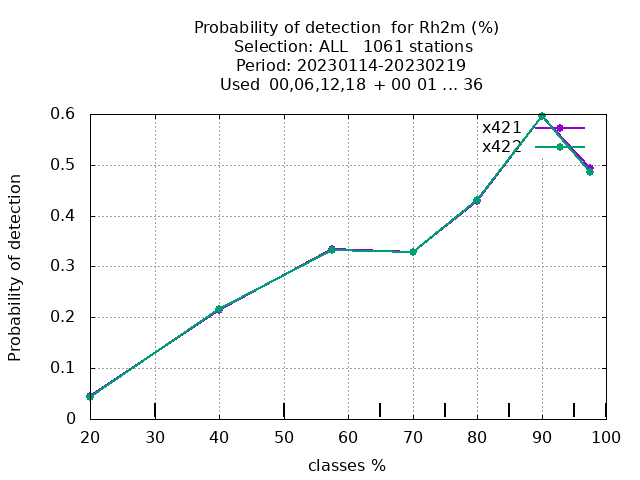 Probability of detection  for Rh2m (%)
Selection: ALL   1061 stations
Period: 20230114-20230219
Used  00,06,12,18  + 00 01 ... 36
0.6
0.5
0.4
0.3
0.2
0.1
0
Probability of detection
x421
x422
20 30 40 50 60 70 80 90 100
classes %